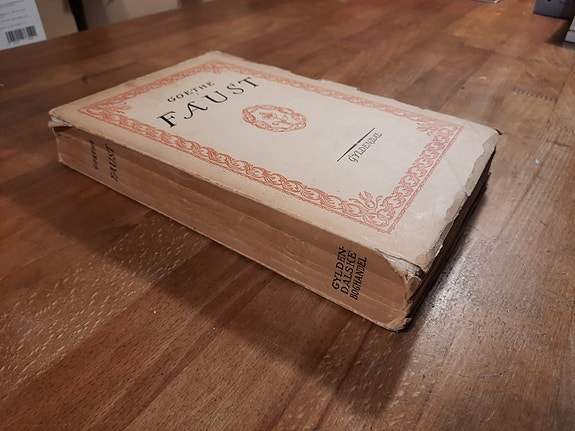 GOETHE
FAUST
GYLDENDAL
GOETHE
FAUST
GYLDEN-
DALSKE
BOGHANDEL